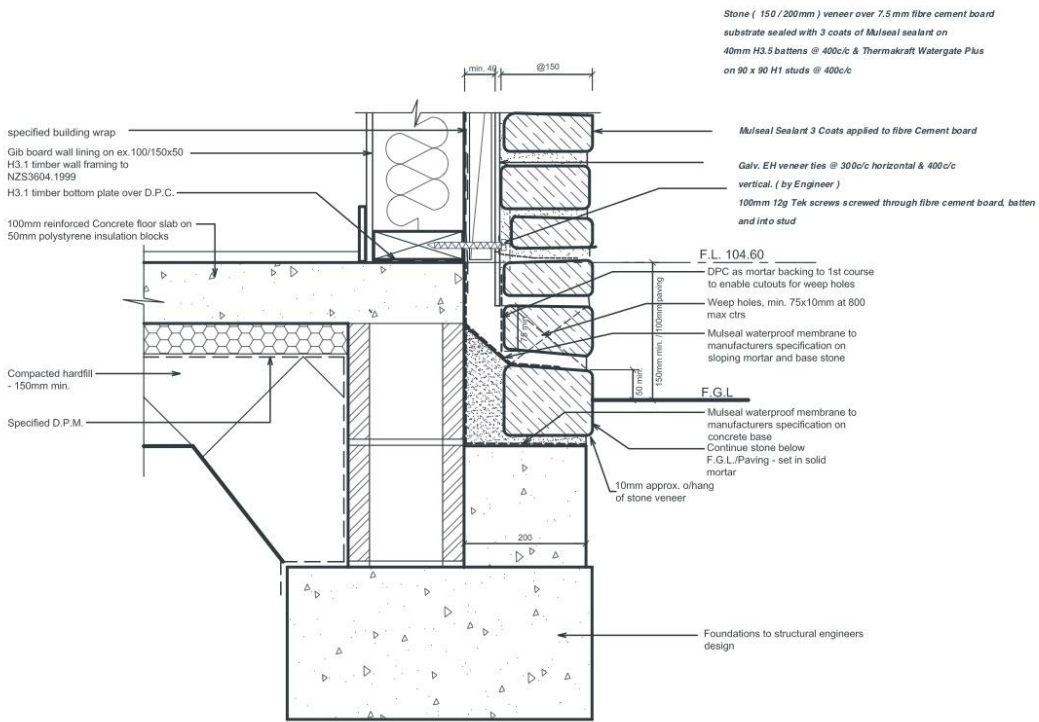 Stone ( 150 / 200mm ) veneer over 7.5 mm fibre cement board
substrate sealed with 3 coats of Mulseal sealant on
40mm H3.5 battens @ 400c/c & Thermakraft Watergate Plus
on 90 x 90 H1 studs @ 400c/c
min. 40
@150
specified building wrap
Gib board wall lining on ex.100/150x50
H3.1 timber wall framing to
NZS3604.1999
H3.1 timber bottom plate over D.P.C.
100mm reinforced Concrete floor slab on
50mm polystyrene insulation blocks
Compacted hardfill
- 150mm min.
Specified D.P.M.
Mulseal Sealant 3 Coats applied to fibre Cement board
Galv. EH veneer ties @ 300c/c horizontal & 400c/c
vertical. ( by Engineer )
100mm 12g Tek screws screwed through fibre cement board, batten
and into stud
F.L. 104.60
DPC as mortar backing to 1st course
to enable cutouts for weep holes
Weep holes, min. 75x10mm at 800
max ctrs
Mulseal waterproof membrane to
manufacturers specification on
sloping mortar and base stone
75 min.
150mm min. / 100mm paving
50 min.
F.G.L
Mulseal waterproof membrane to
manufacturers specification on
concrete base
Continue stone below
F.G.L./Paving - set in solid
mortar
10mm approx. o/hang
of stone veneer
200
Foundations to structural engineers
design